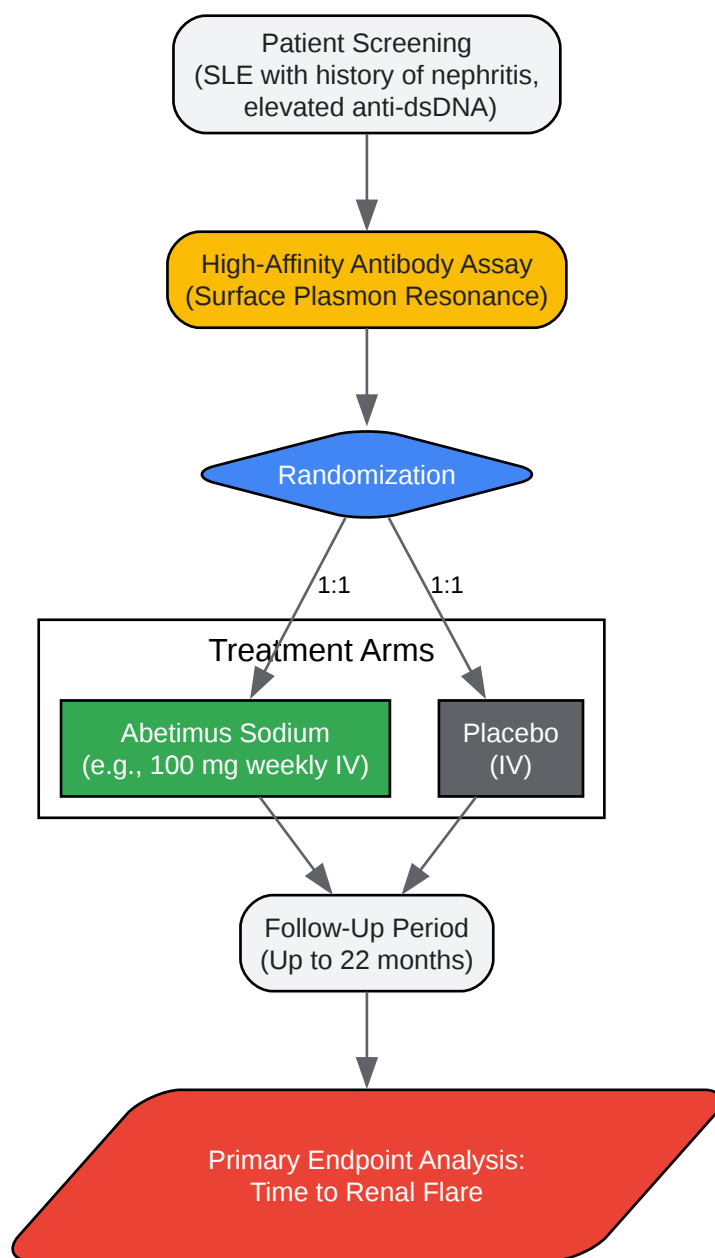 Patient Screening
(SLE with history of nephritis,
elevated anti-dsDNA)
High-Affinity Antibody Assay
(Surface Plasmon Resonance)
Randomization
1:1
1:1
Treatment Arms
Abetimus Sodium
(e.g., 100 mg weekly IV)
Placebo
(IV)
Follow-Up Period
(Up to 22 months)
Primary Endpoint Analysis:
Time to Renal Flare